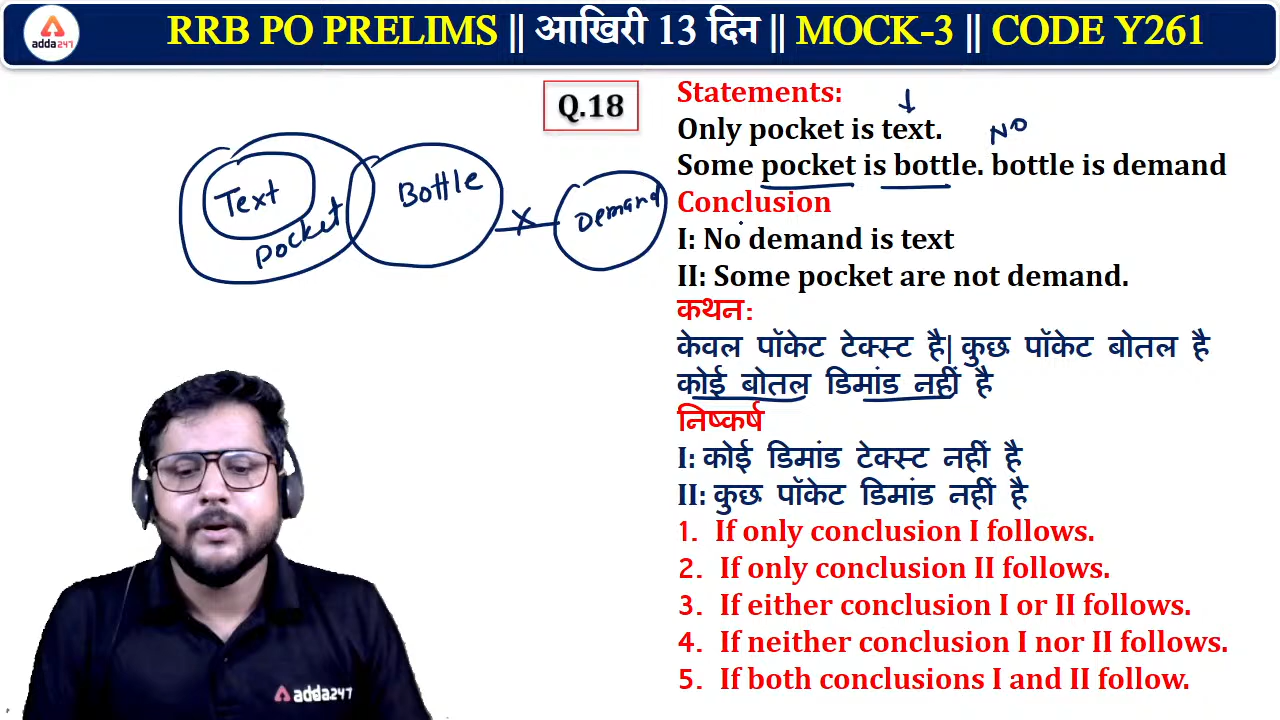 adda247
RRB PO PRELIMS || आखिरी 13 दिन || MOCK-3 || CODE Y261
Q.18
Statements:
Only pocket is text.
NO
Some pocket is bottle. bottle is demand
Conclusion
I: No demand is text
II: Some pocket are not demand.
कथन:
केवल पॉकेट टेक्स्ट है| कुछ पॉकेट बोतल है
कोई बोतल डिमांड नहीं है
निष्कर्ष
I: कोई डिमांड टेक्स्ट नहीं है
II: कुछ पॉकेट डिमांड नहीं है
1. If only conclusion I follows.
2. If only conclusion II follows.
3. If either conclusion I or II follows.
4. If neither conclusion I nor II follows.
5. If both conclusions I and II follow.
Text
pocket
Bottle
Demand
adda247